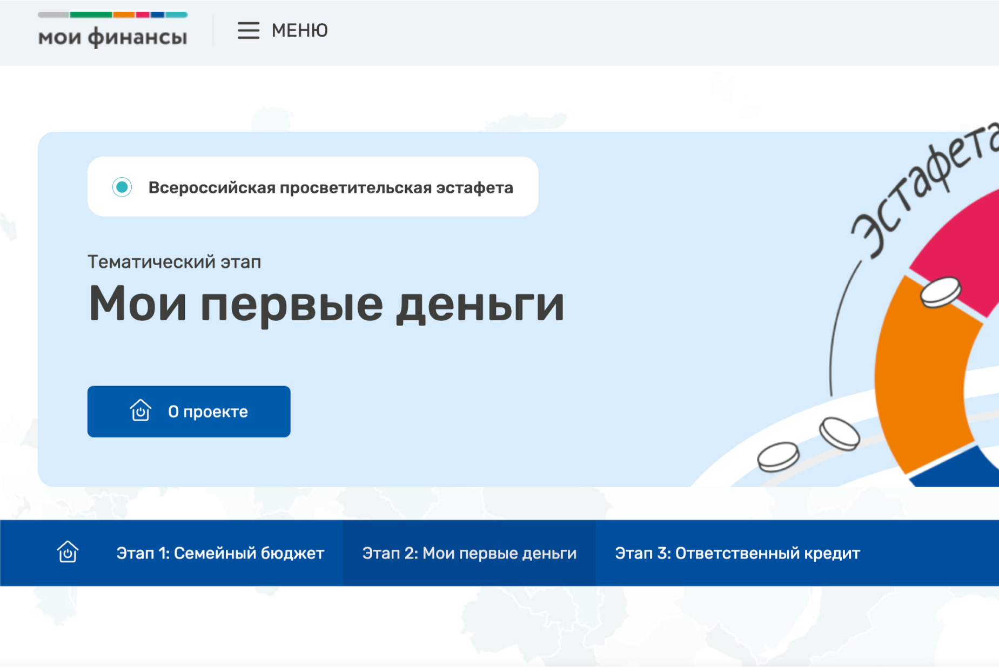 мои финансы
МЕНЮ
Эстафета
Всероссийская просветительская эстафета
Тематический этап
Мои первые деньги
О проекте
Этап 1: Семейный бюджет
Этап 2: Мои первые деньги
Этап 3: Ответственный кредит